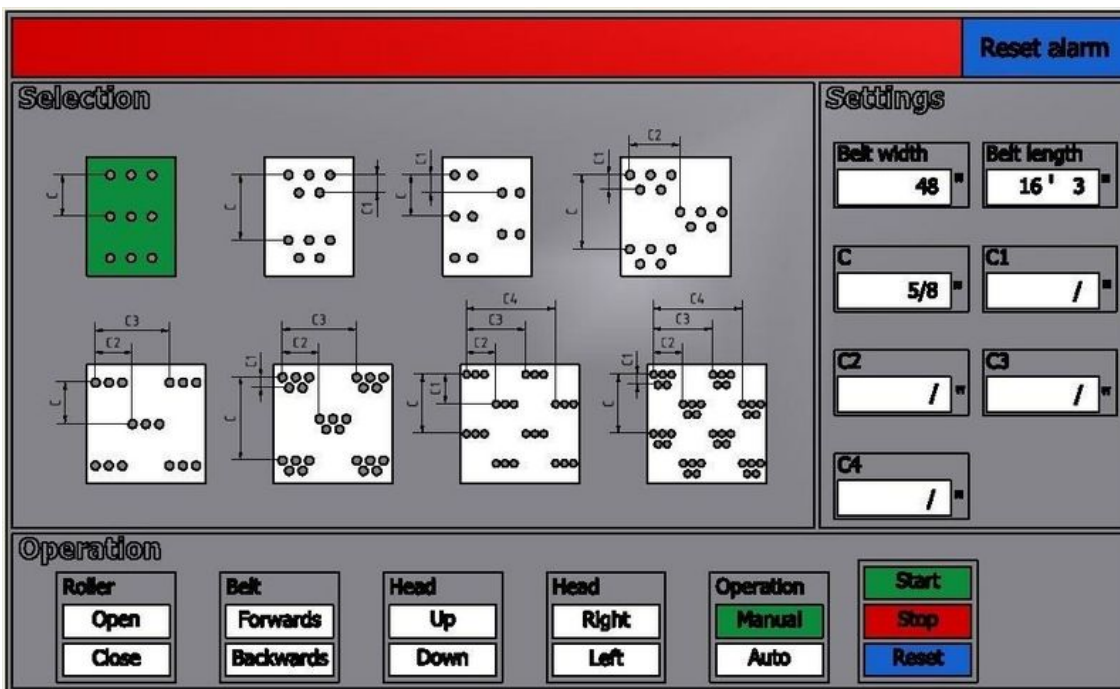 Reset alarm
Selection
Settings
Belt width
48 "
Belt length
16 ' 3 "
C
C
C1
C
C1
C
C1
C2
C
5/8 "
C1
/ "
C3
C2
C
C3
C2
C1
C
C4
C3
C2
C1
C
C4
C3
C2
C1
C
C2
/ "
C3
/ "
C4
/ "
Operation
Roller
Open
Close
Belt
Forwards
Backwards
Head
Up
Down
Head
Right
Left
Operation
Manual
Auto
Start
Stop
Reset